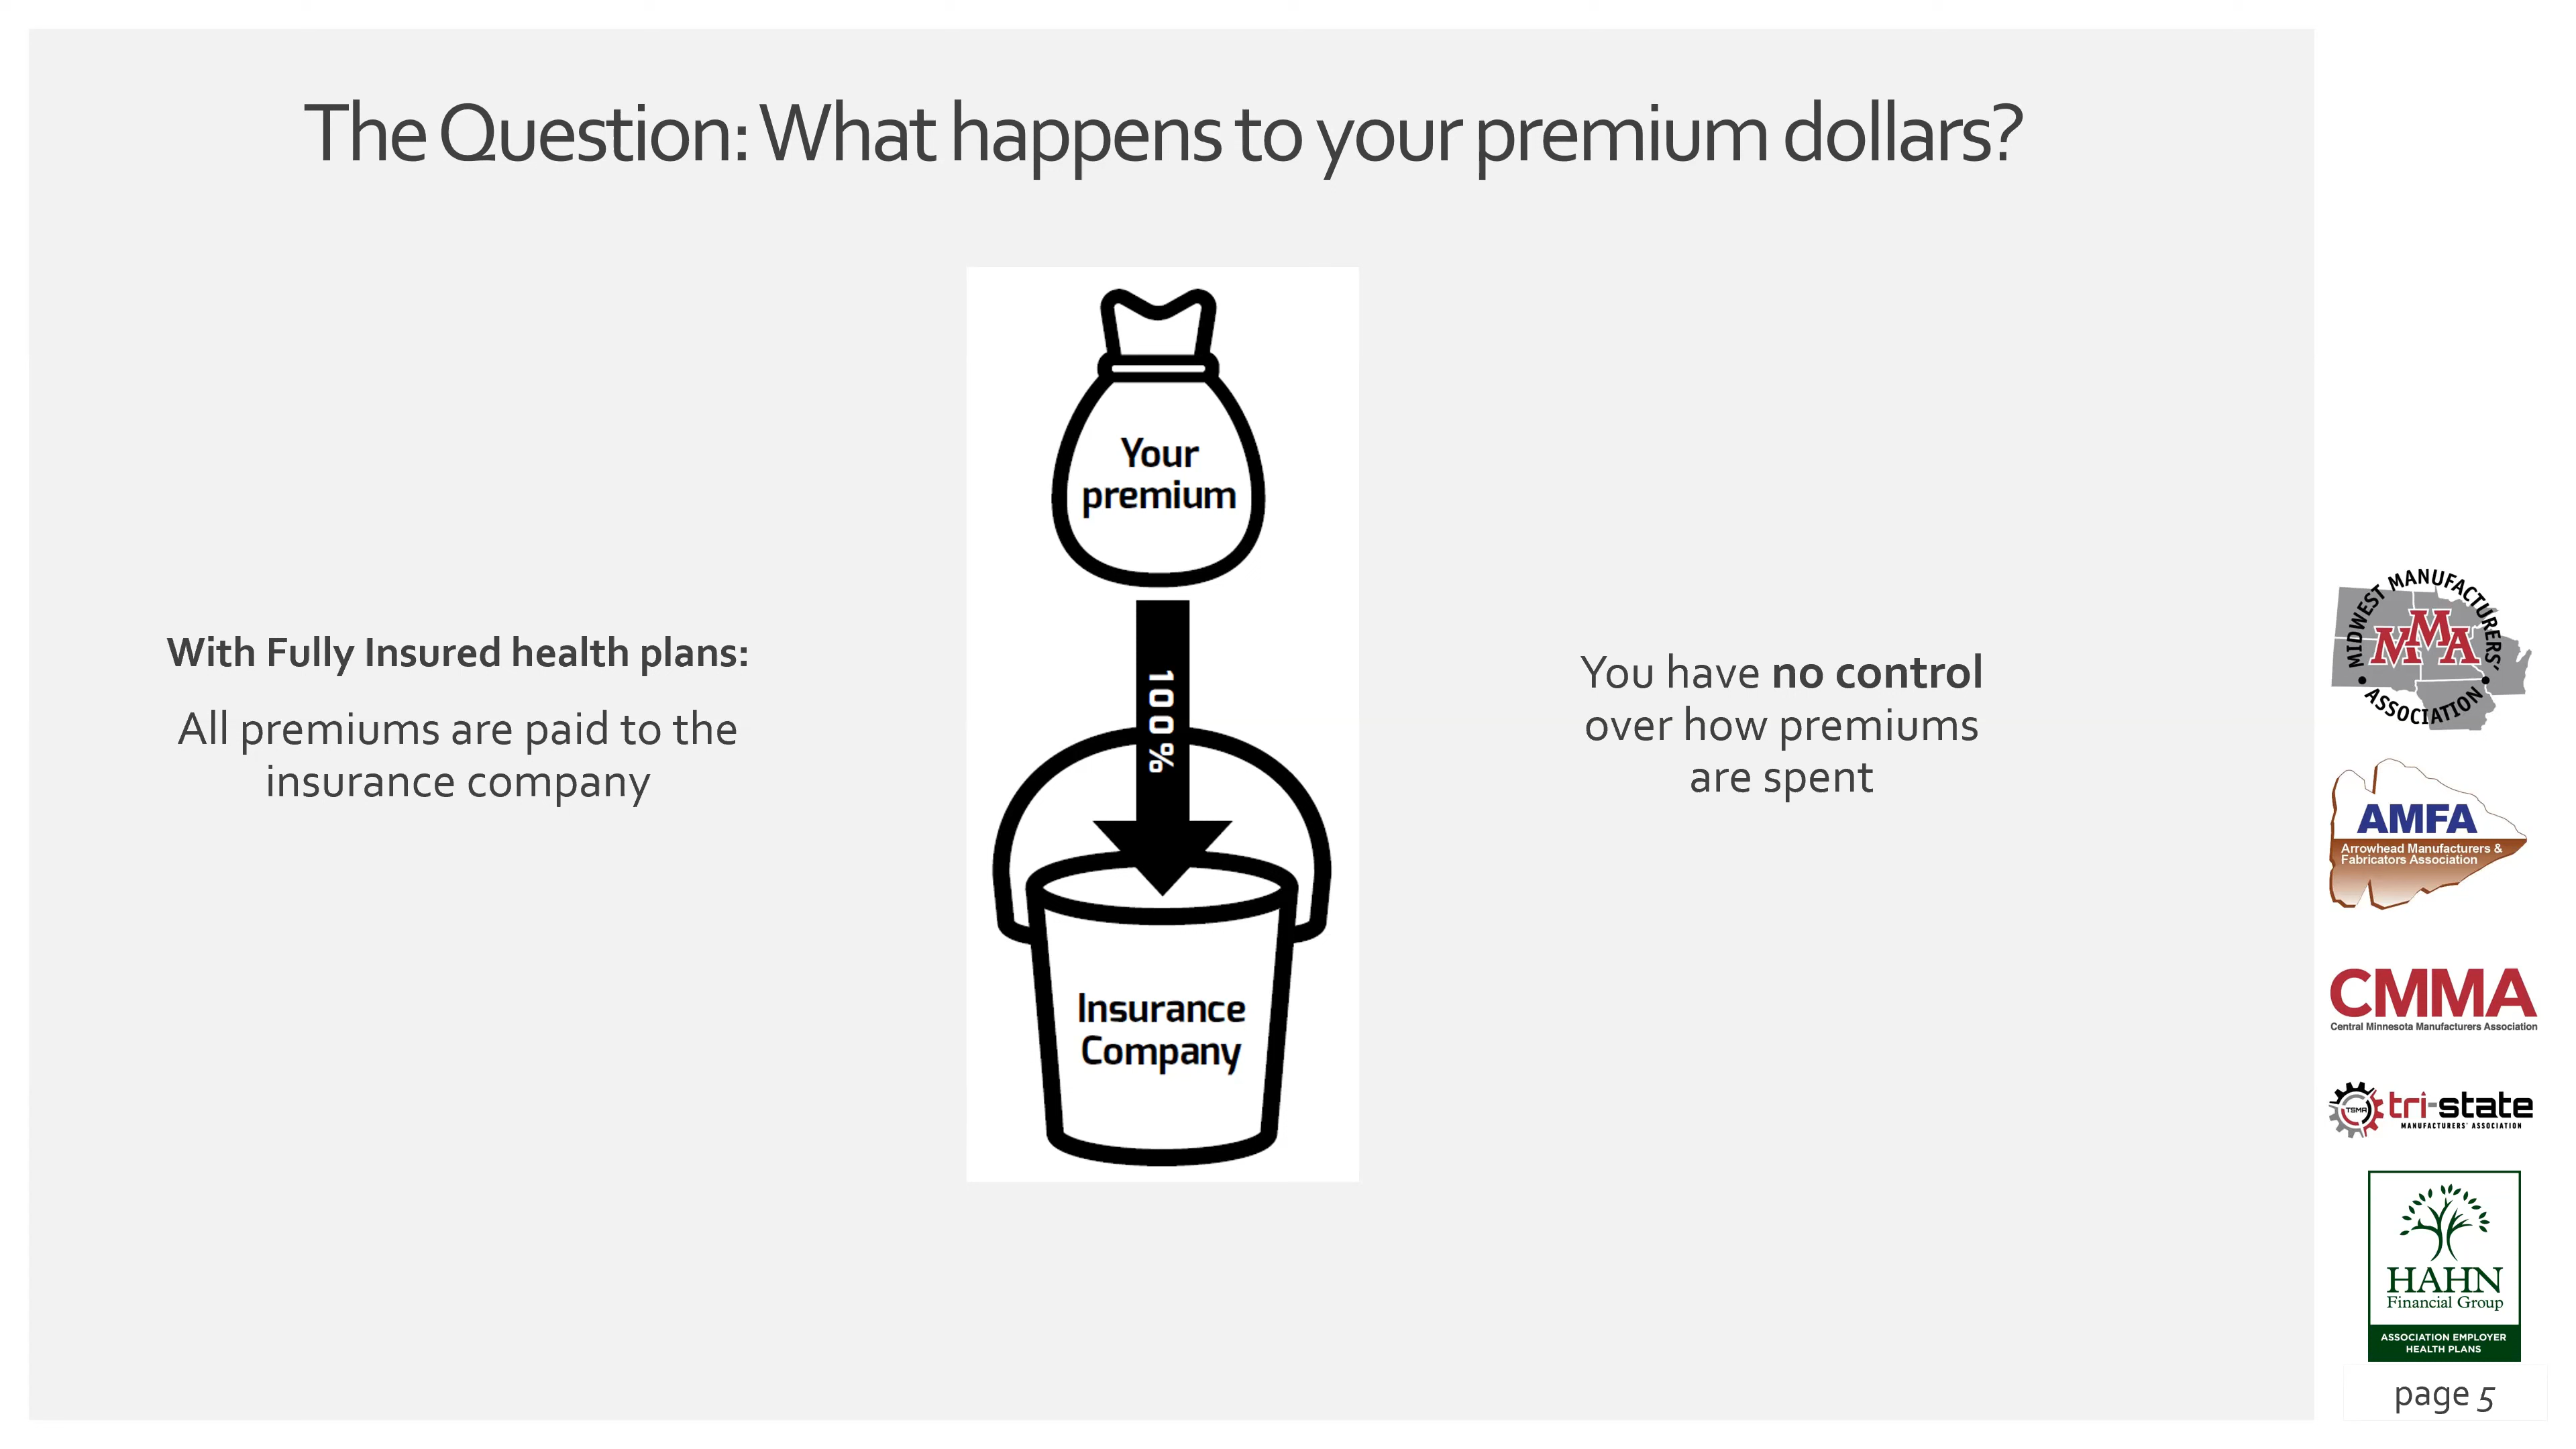 The Question: What happens to your premium dollars?
With Fully Insured health plans:
All premiums are paid to the
insurance company
Your
premium
100%
Insurance
Company
You have no control
over how premiums
are spent
MIDWEST MANUFACTURERS'
MMA
ASSOCIATION
AMFA
Arrowhead Manufacturers &
Fabricators Association
CMMA
Central Minnesota Manufacturers Association
TSMA
tri-state
MANUFACTURERS' ASSOCIATION
HAHN
Financial Group
ASSOCIATION EMPLOYER
HEALTH PLANS
page 5